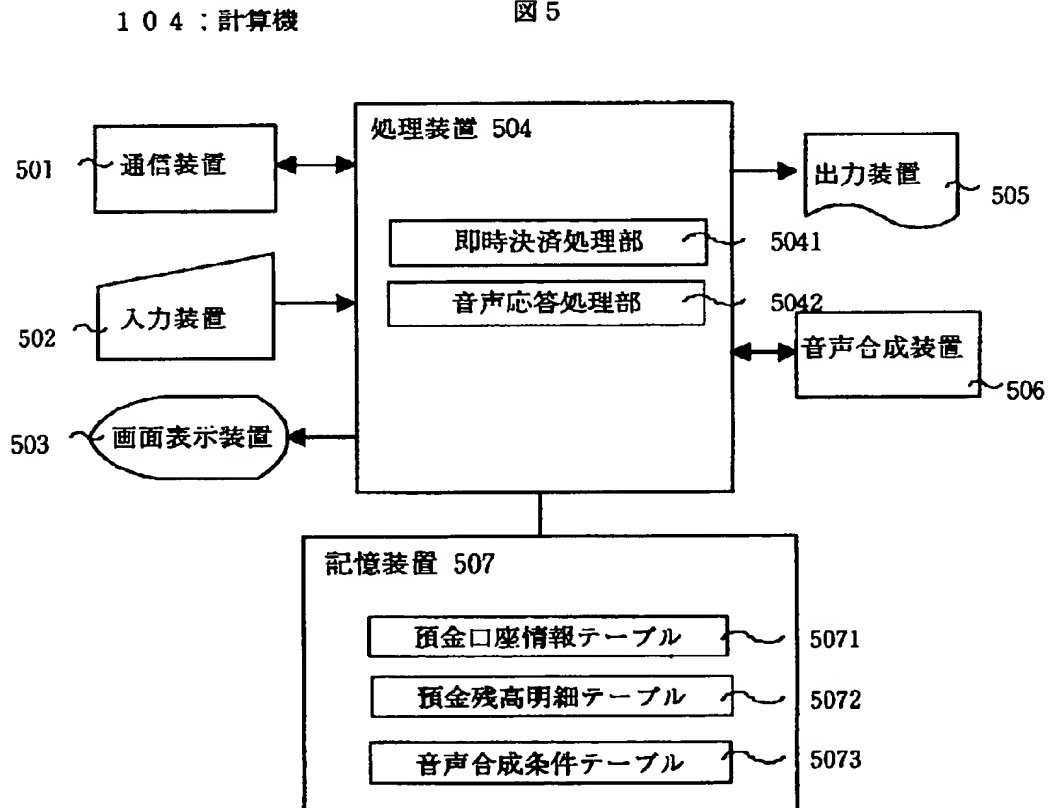 図５
１０４：計算機
処理装置 504
501 通信装置
出力装置 505
即時決済処理部 5041
音声応答処理部 5042
502 入力装置
音声合成装置
506
503 画面表示装置
記憶装置 507
預金口座情報テーブル 5071
預金残高明細テーブル 5072
音声合成条件テーブル 5073